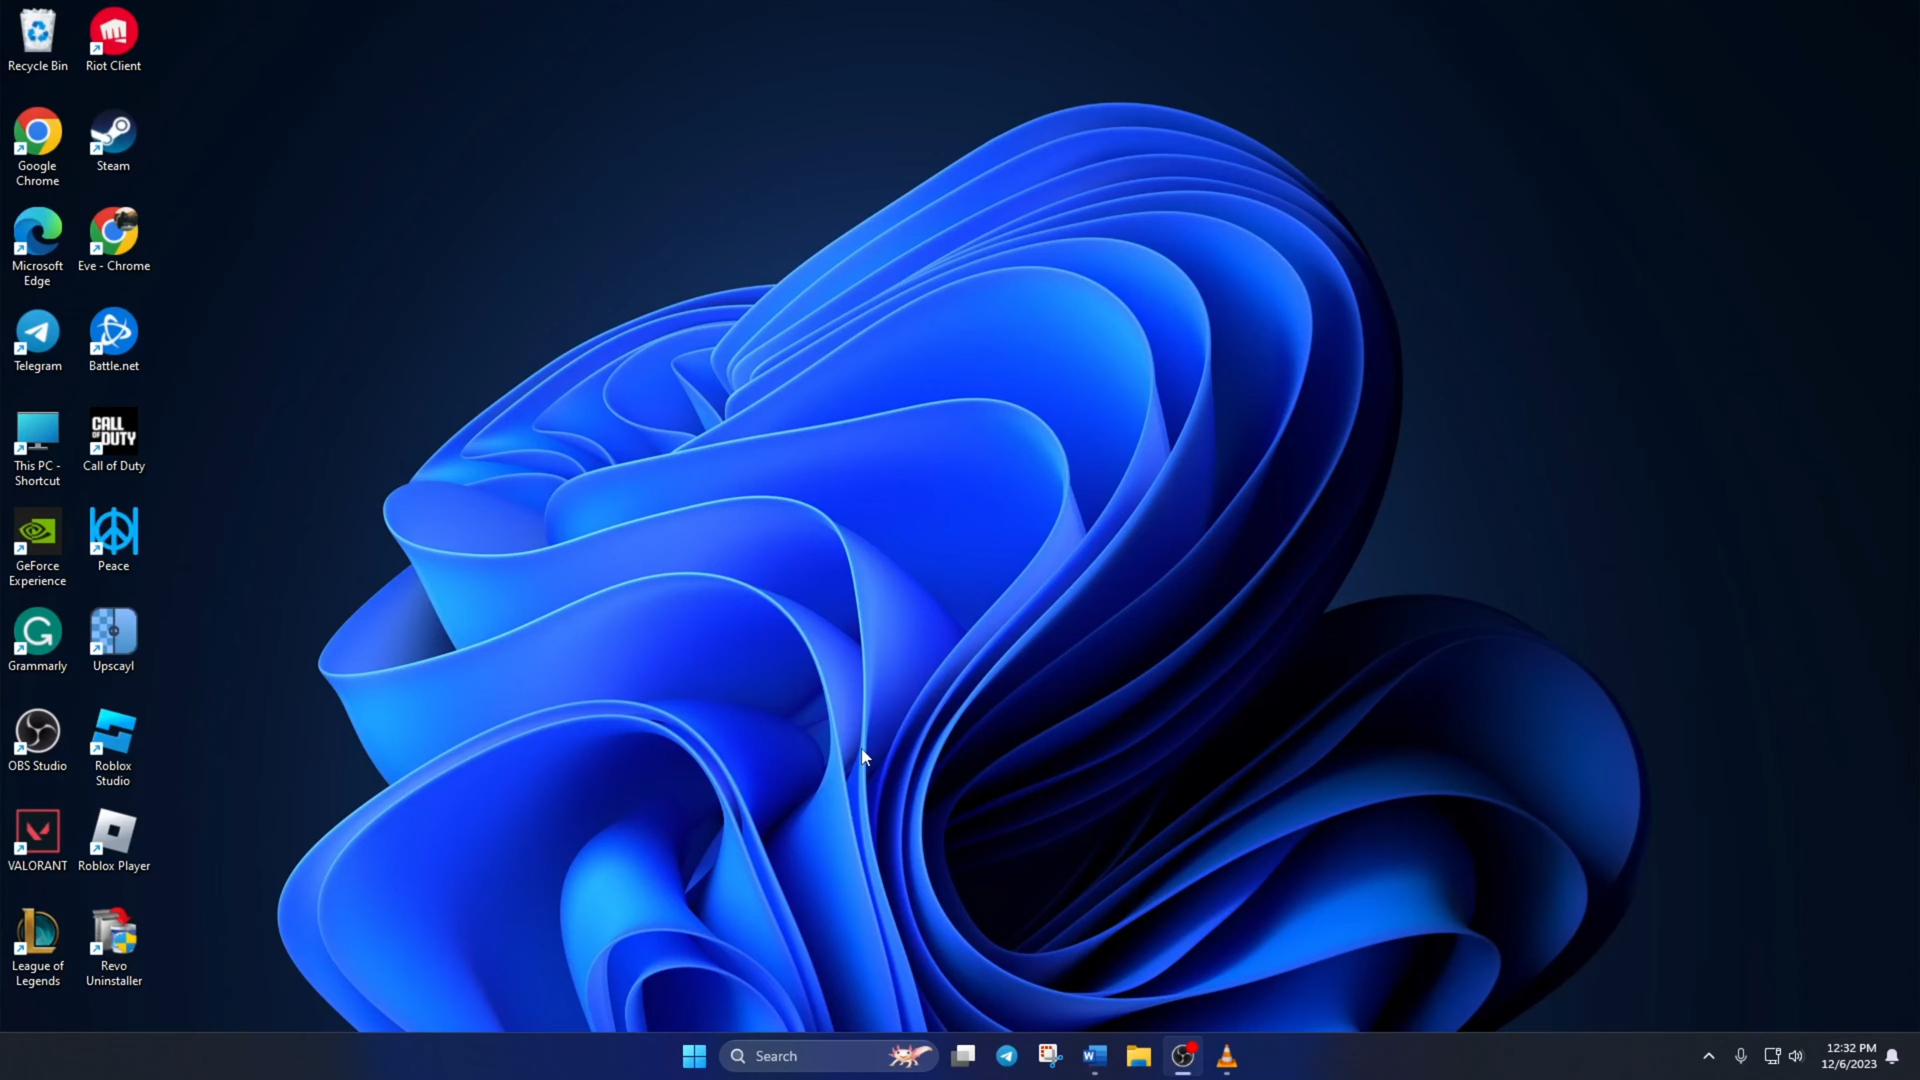 Recycle Bin
Riot Client
Google
Chrome
Steam
Microsoft
Edge
Eve - Chrome
Telegram
Battle.net
This PC -
Shortcut
CALL
OF DUTY
Call of Duty
GeForce
Experience
Peace
Grammarly
Upscayl
OBS Studio
Roblox
Studio
VALORANT
Roblox Player
League of
Legends
Revo
Uninstaller
Search
12:32 PM
12/6/2023